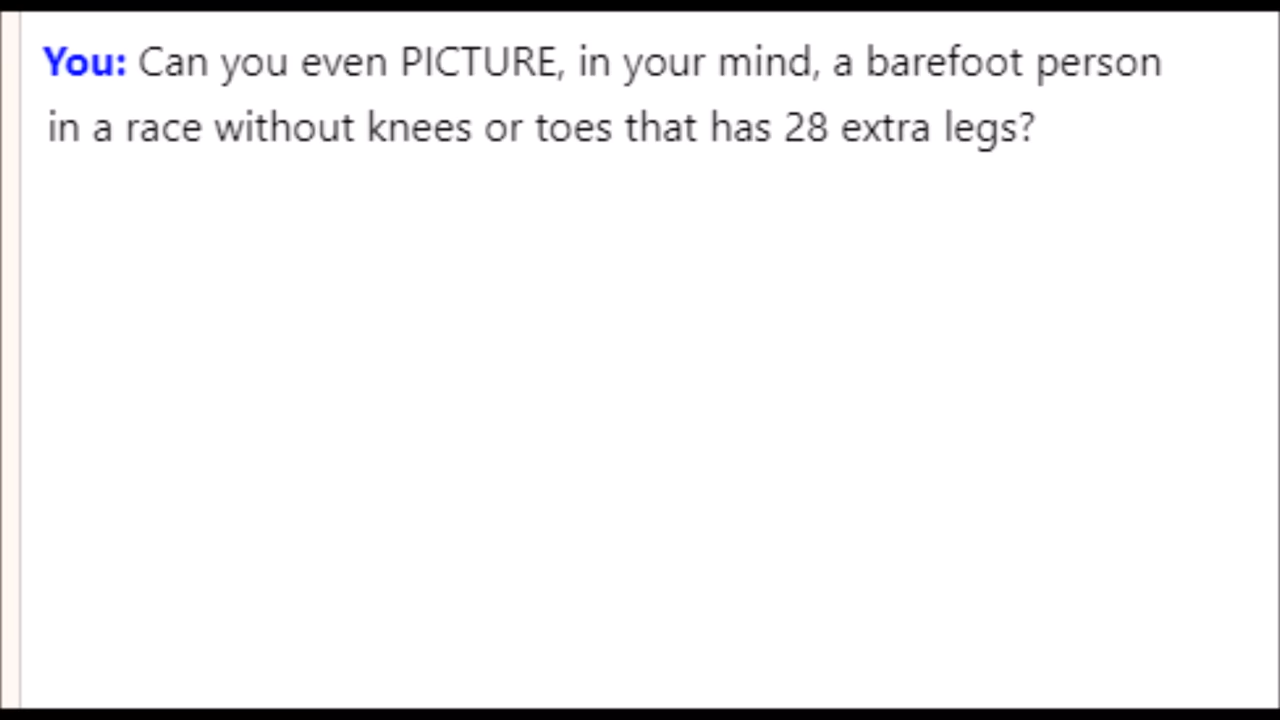 You: Can you even PICTURE, in your mind, a barefoot person
in a race without knees or toes that has 28 extra legs?